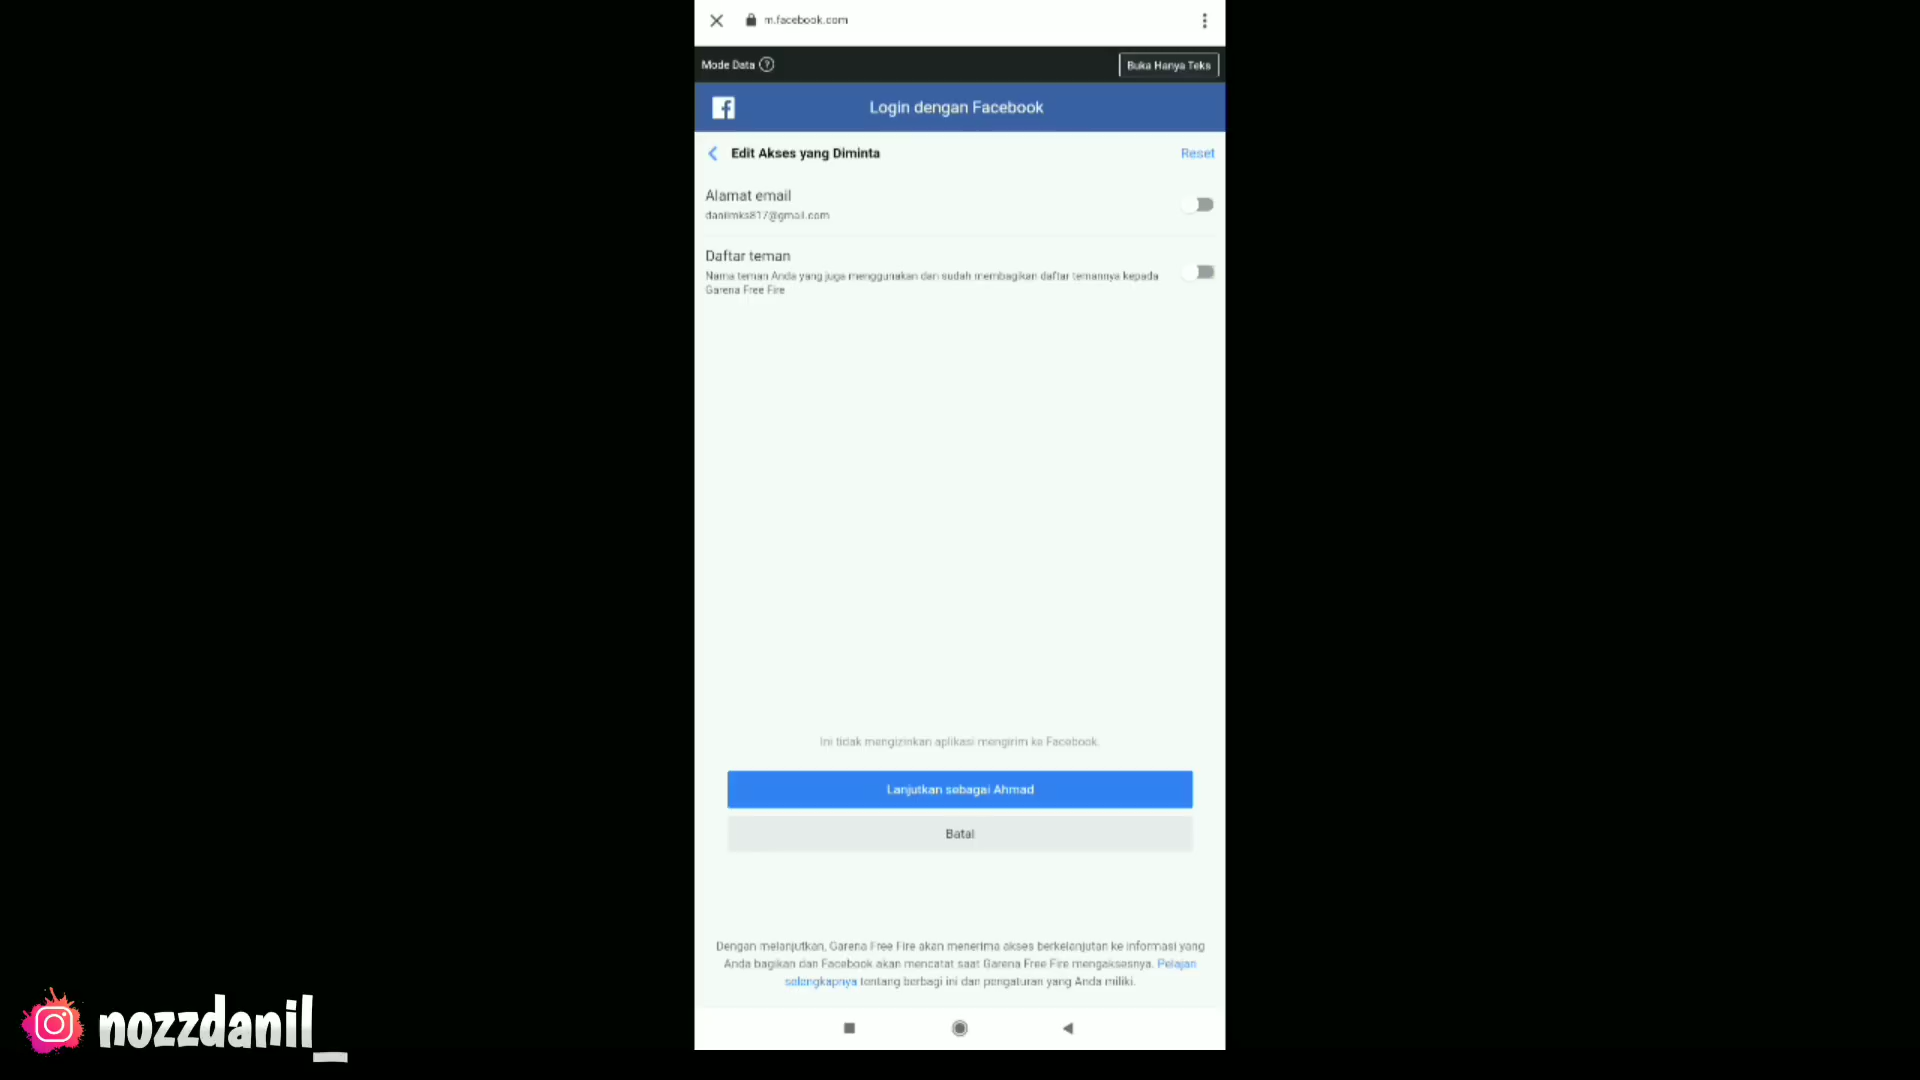 m.facebook.com
Mode Data ?
Buka Hanya Teks
Login dengan Facebook
Edit Akses yang Diminta
Reset
Alamat email
danilmks817@gmail.com
Daftar teman
Nama teman Anda yang juga menggunakan dan sudah membagikan daftar temannya kepada
Garena Free Fire
Ini tidak mengizinkan aplikasi mengirim ke Facebook.
Lanjutkan sebagai Ahmad
Batal
Dengan melanjutkan, Garena Free Fire akan menerima akses berkelanjutan ke informasi yang
Anda bagikan dan Facebook akan mencatat saat Garena Free Fire mengaksesnya. Pelajari
selengkapnya tentang berbagi ini dan pengaturan yang Anda miliki.
nozzdanil_